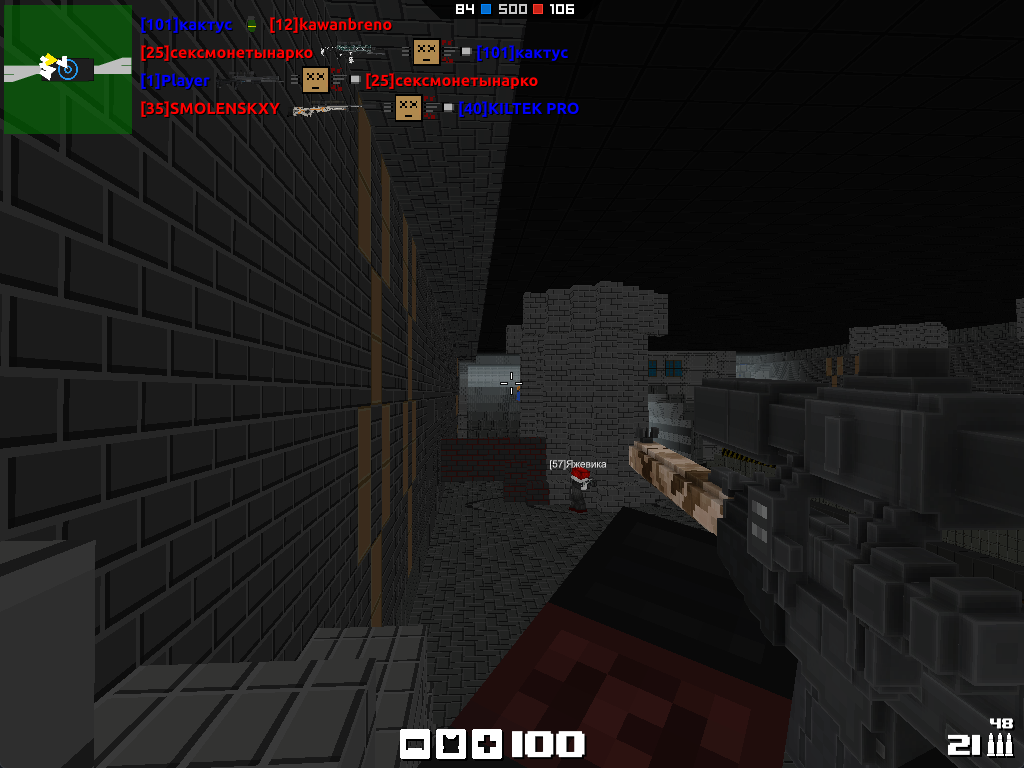 84 500 106
[101]кактус [12]kawanbreno
[25]сексмонетынарко [101]кактус
[1]Player [25]сексмонетынарко
[35]SMOLENSKXY [40]KILTEK PRO
[57]Яжевика
100
48
21